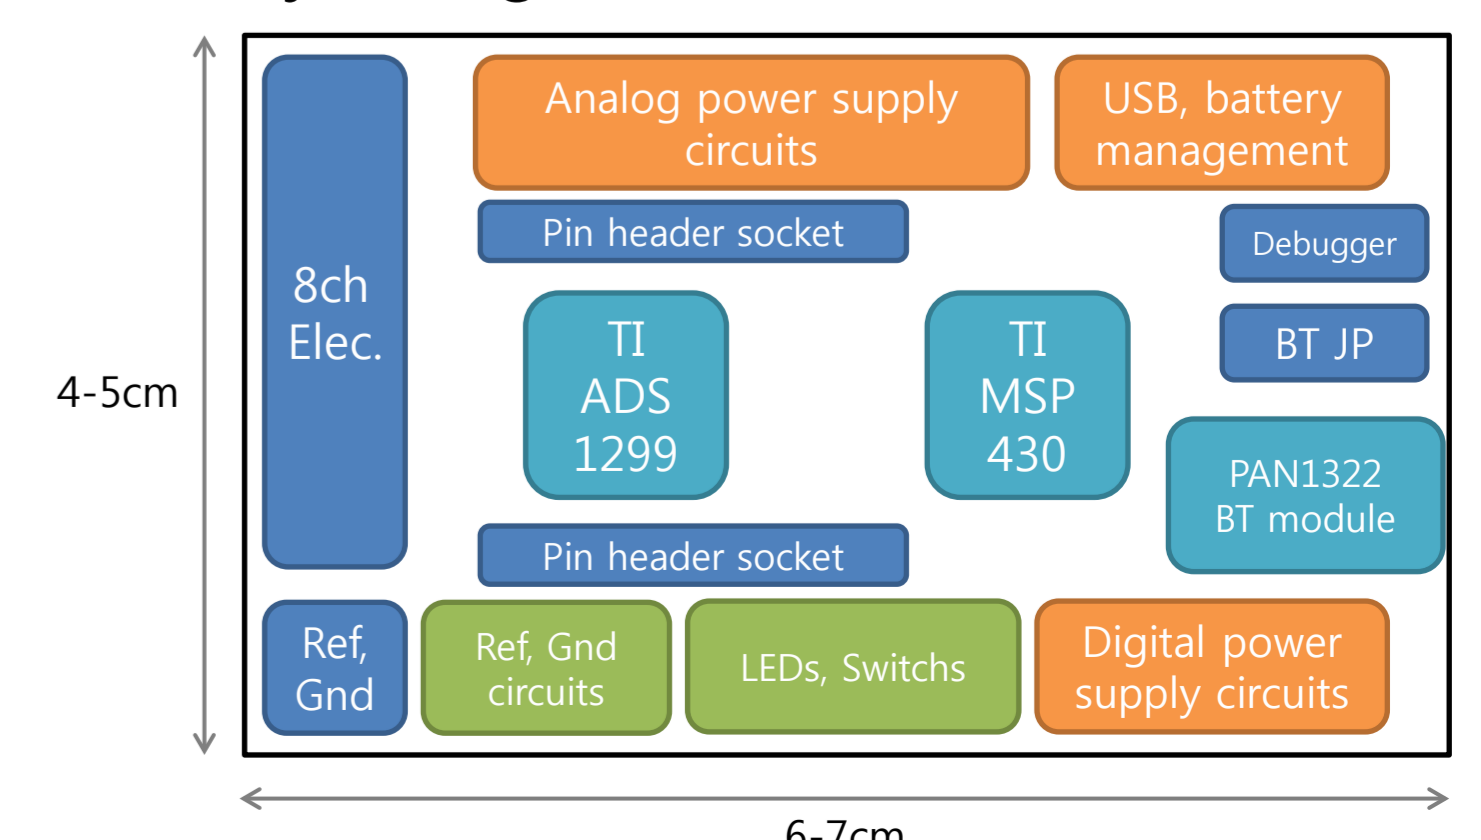 Analog power supply
circuits
USB, battery
management
Pin header socket
Debugger
8ch
Elec.
TI
ADS
1299
TI
MSP
430
BT JP
4-5cm
PAN1322
BT module
Pin header socket
Ref,
Gnd
Ref, Gnd
circuits
LEDs, Switchs
Digital power
supply circuits
6-7cm